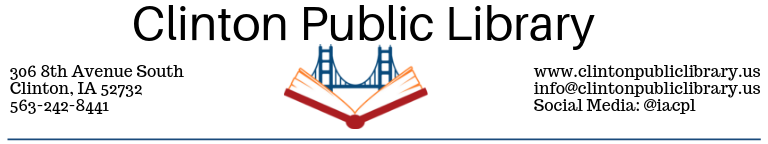 Clinton Public Library
306 8th Avenue South
Clinton, IA 52732
563-242-8441
www.clintonpubliclibrary.us
info@clintonpubliclibrary.us
Social Media: @iacpl